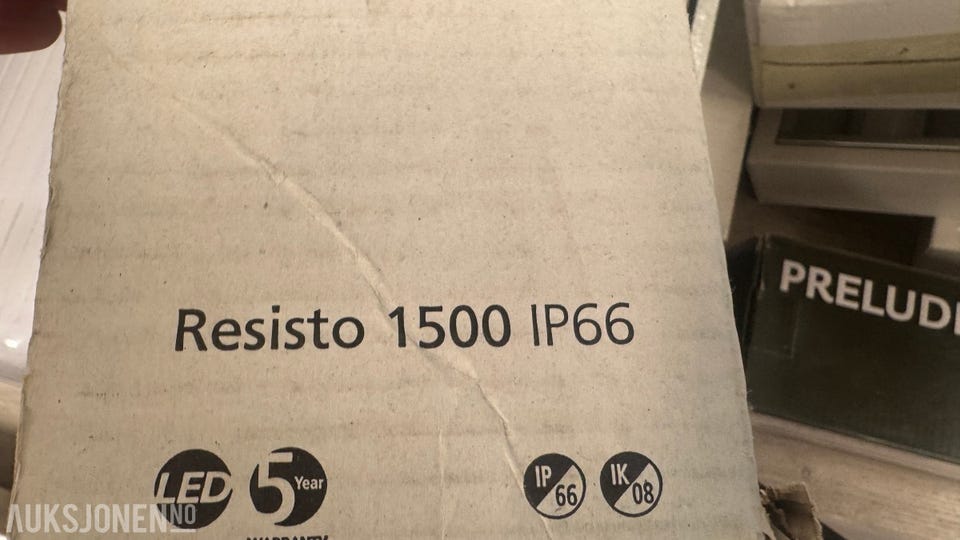 PRELUD
Resisto 1500 IP66
LED 5 Year
WARRANTY
IP 66
IK 08
AUKSJONEN.NO